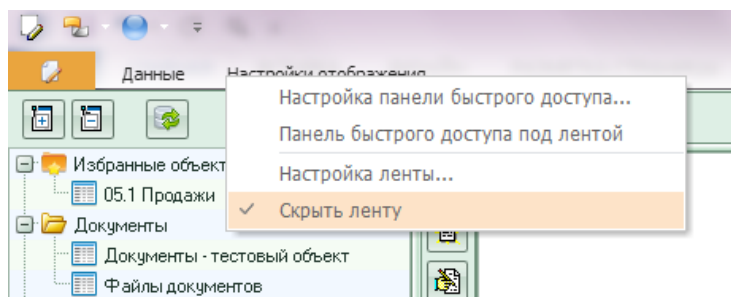 Данные Настройки отображения
Настройка панели быстрого доступа...
Панель быстрого доступа под лентой
Настройка ленты...
Скрыть ленту
Избранные объект
05.1 Продажи
Документы
Документы - тестовый объект
Файлы документов